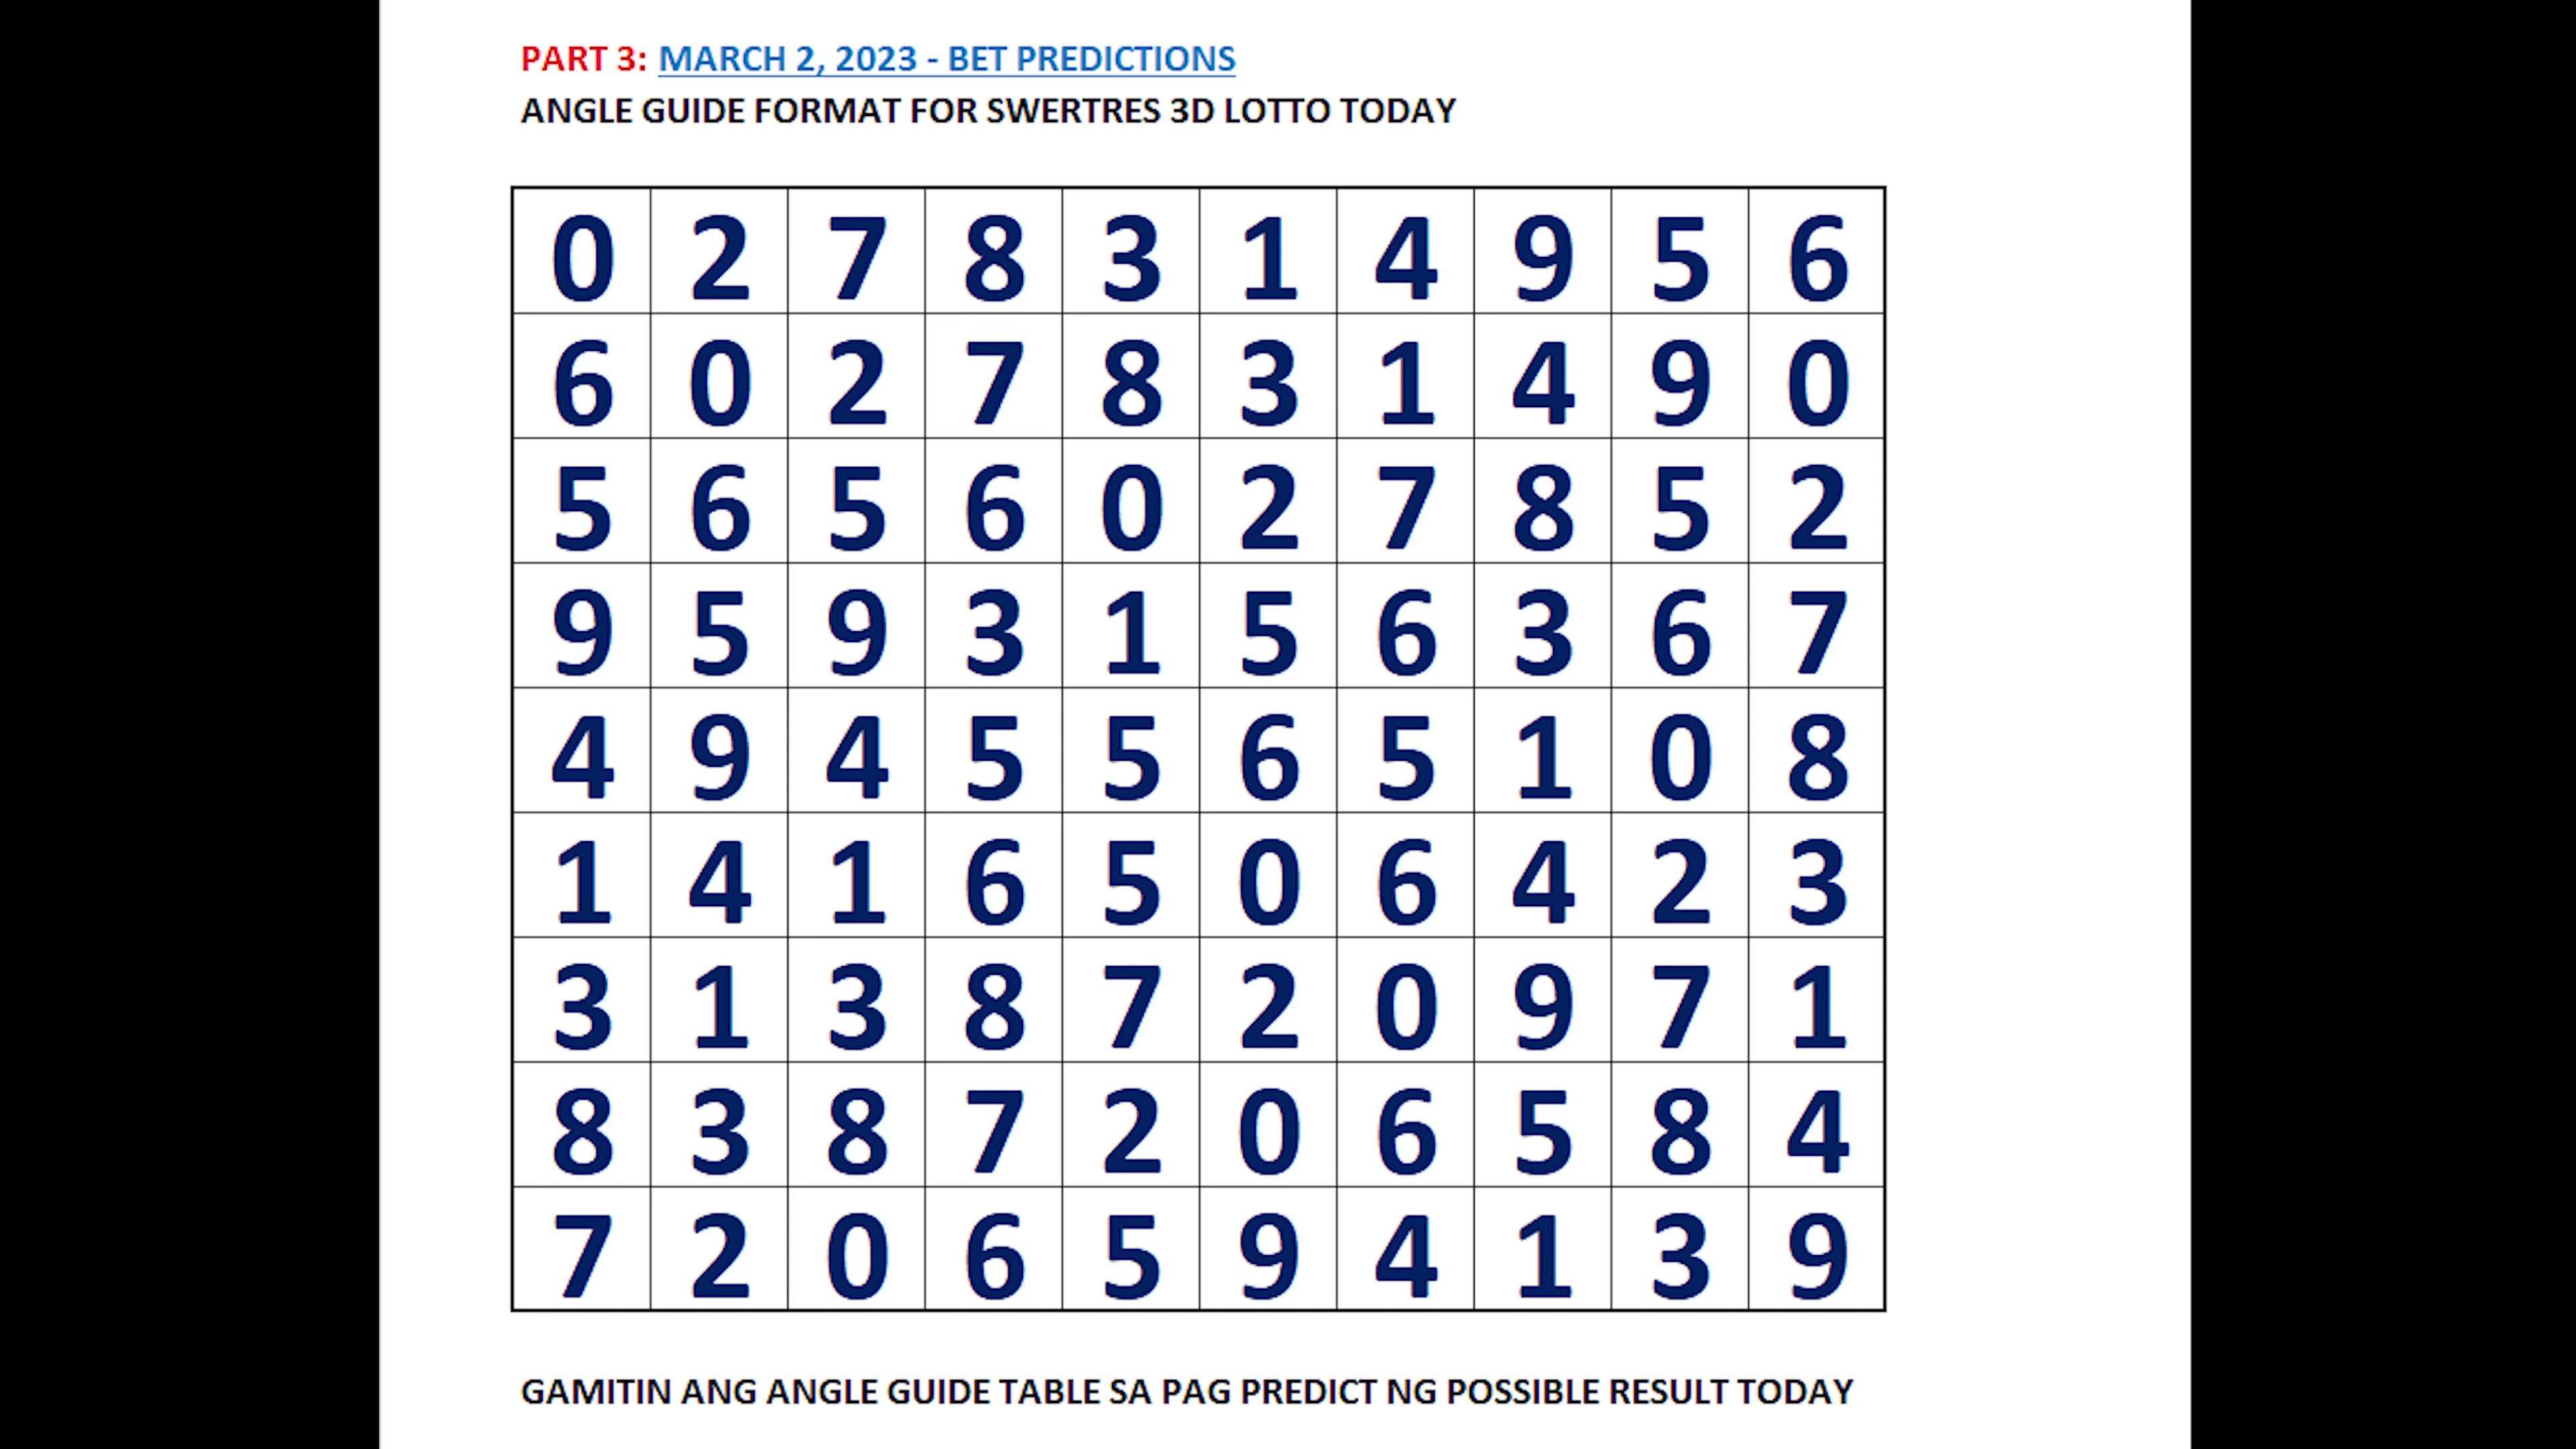 PART 3: MARCH 2, 2023 - BET PREDICTIONS
ANGLE GUIDE FORMAT FOR SWERTRES 3D LOTTO TODAY
0 2 7 8 3 1 4 9 5 6
6 0 2 7 8 3 1 4 9 0
5 6 5 6 0 2 7 8 5 2
9 5 9 3 1 5 6 3 6 7
4 9 4 5 5 6 5 1 0 8
1 4 1 6 5 0 6 4 2 3
3 1 3 8 7 2 0 9 7 1
8 3 8 7 2 0 6 5 8 4
7 2 0 6 5 9 4 1 3 9
GAMITIN ANG ANGLE GUIDE TABLE SA PAG PREDICT NG POSSIBLE RESULT TODAY